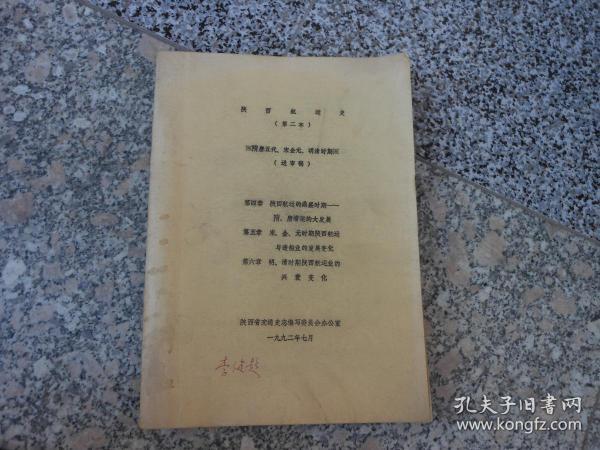 陕西航运史
（第二本）
隋唐五代、宋金元、明清时期
（送审稿）
第四章 陕西航运的鼎盛时期——
隋、唐漕运的大发展
第五章 宋、金、元时期陕西航运
与造船业的发展变化
第六章 明、清时期陕西航运业的
兴衰变化
陕西省交通史志编写委员会办公室
一九九二年七月
李健超
孔夫子旧书网
www.kongfz.com